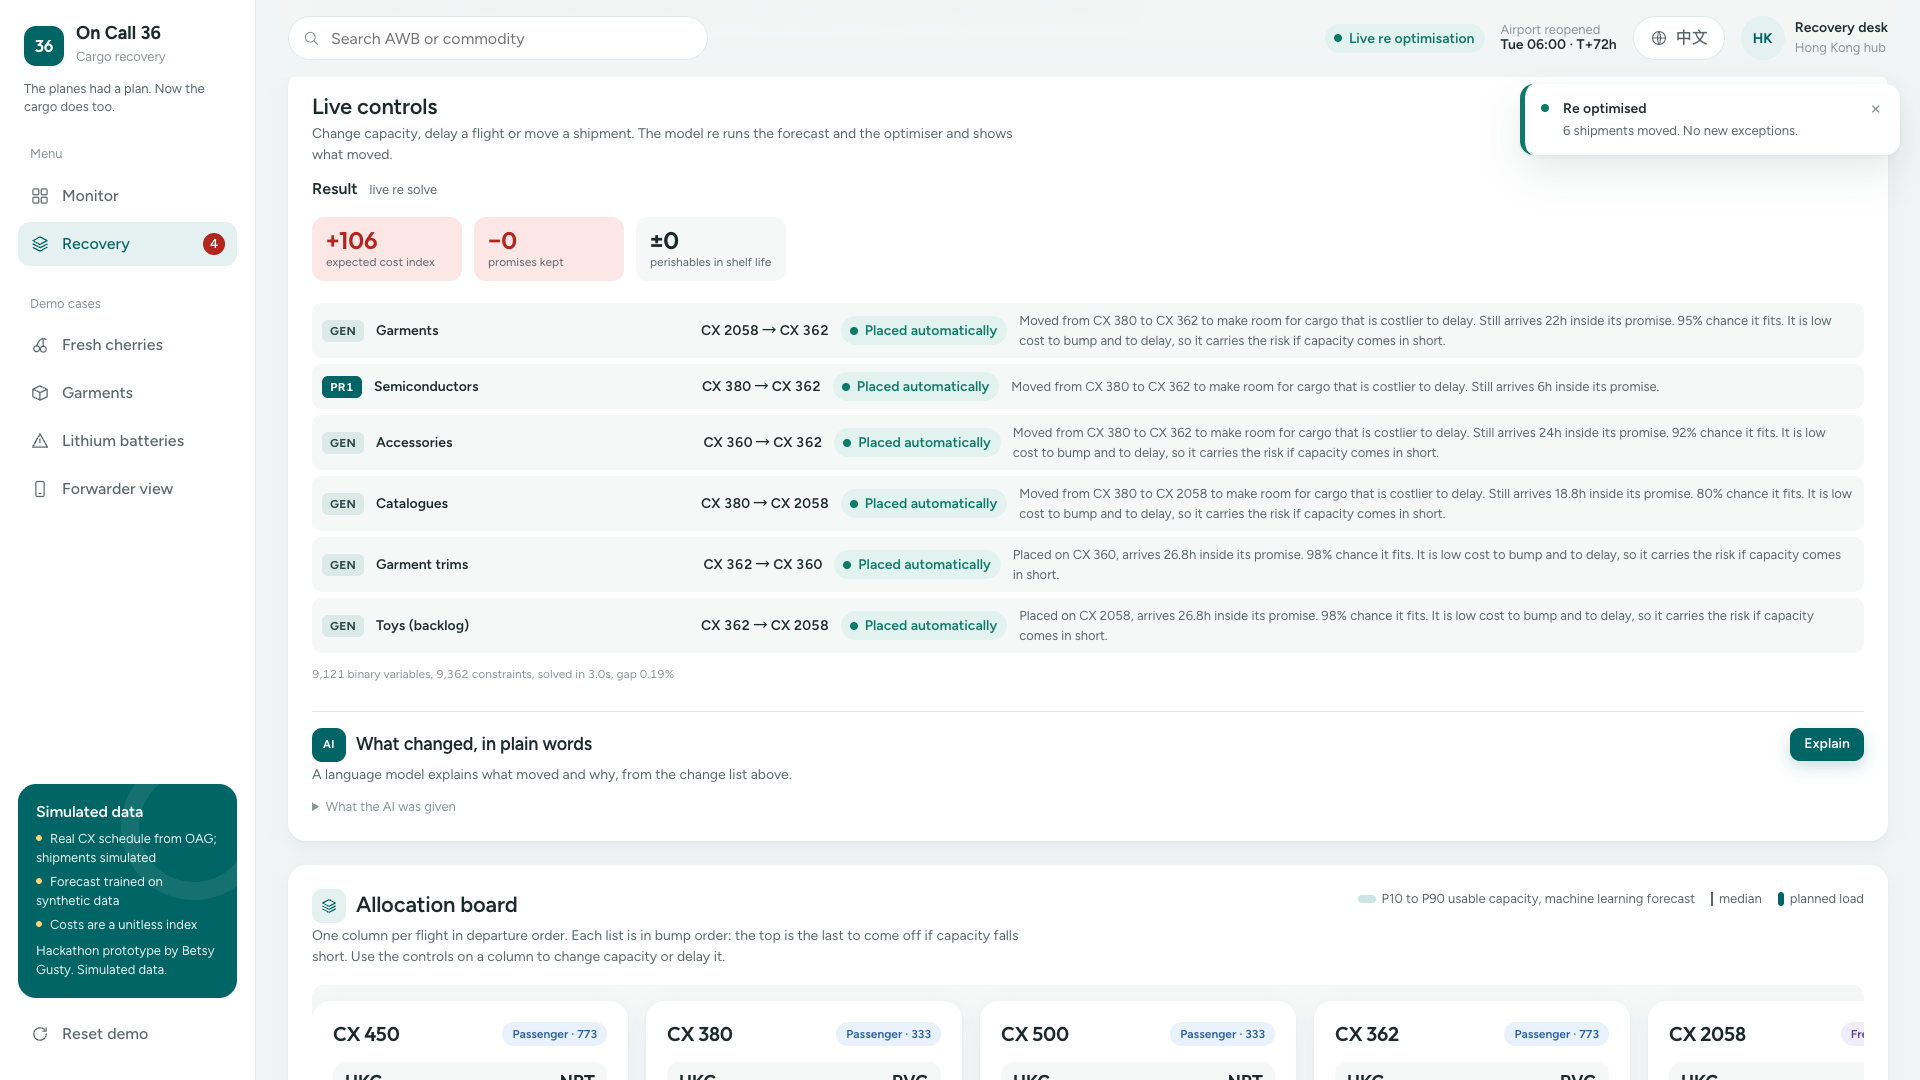 36
On Call 36
Cargo recovery
The planes had a plan. Now the
cargo does too.
Menu
Monitor
Recovery
4
Demo cases
Fresh cherries
Garments
Lithium batteries
Forwarder view
Simulated data
Real CX schedule from OAG;
shipments simulated
Forecast trained on
synthetic data
Costs are a unitless index
Hackathon prototype by Betsy
Gusty. Simulated data.
Reset demo
Search AWB or commodity
Live re optimisation
Airport reopened
Tue 06:00 · T+72h
中文
HK
Recovery desk
Hong Kong hub
Re optimised
×
6 shipments moved. No new exceptions.
Live controls
Change capacity, delay a flight or move a shipment. The model re runs the forecast and the optimiser and shows
what moved.
Result live re solve
+106
expected cost index
−0
promises kept
±0
perishables in shelf life
GEN Garments CX 2058 → CX 362 Placed automatically Moved from CX 380 to CX 362 to make room for cargo that is costlier to delay. Still arrives 22h inside its promise. 95% chance it fits. It is low
cost to bump and to delay, so it carries the risk if capacity comes in short.
PR1 Semiconductors CX 380 → CX 362 Placed automatically Moved from CX 380 to CX 362 to make room for cargo that is costlier to delay. Still arrives 6h inside its promise.
GEN Accessories CX 360 → CX 362 Placed automatically Moved from CX 380 to CX 362 to make room for cargo that is costlier to delay. Still arrives 24h inside its promise. 92% chance it fits. It is low
cost to bump and to delay, so it carries the risk if capacity comes in short.
GEN Catalogues CX 380 → CX 2058 Placed automatically Moved from CX 380 to CX 2058 to make room for cargo that is costlier to delay. Still arrives 18.8h inside its promise. 80% chance it fits. It is low
cost to bump and to delay, so it carries the risk if capacity comes in short.
GEN Garment trims CX 362 → CX 360 Placed automatically Placed on CX 360, arrives 26.8h inside its promise. 98% chance it fits. It is low cost to bump and to delay, so it carries the risk if capacity comes
in short.
GEN Toys (backlog) CX 362 → CX 2058 Placed automatically Placed on CX 2058, arrives 26.8h inside its promise. 98% chance it fits. It is low cost to bump and to delay, so it carries the risk if capacity
comes in short.
9,121 binary variables, 9,362 constraints, solved in 3.0s, gap 0.19%
AI What changed, in plain words
Explain
A language model explains what moved and why, from the change list above.
What the AI was given
Allocation board
P10 to P90 usable capacity, machine learning forecast median planned load
One column per flight in departure order. Each list is in bump order: the top is the last to come off if capacity falls
short. Use the controls on a column to change capacity or delay it.
CX 450 Passenger · 773
CX 380 Passenger · 333
CX 500 Passenger · 333
CX 362 Passenger · 773
CX 2058
HKG NRT
HKG PVG
HKG NRT
HKG PVG
HKG